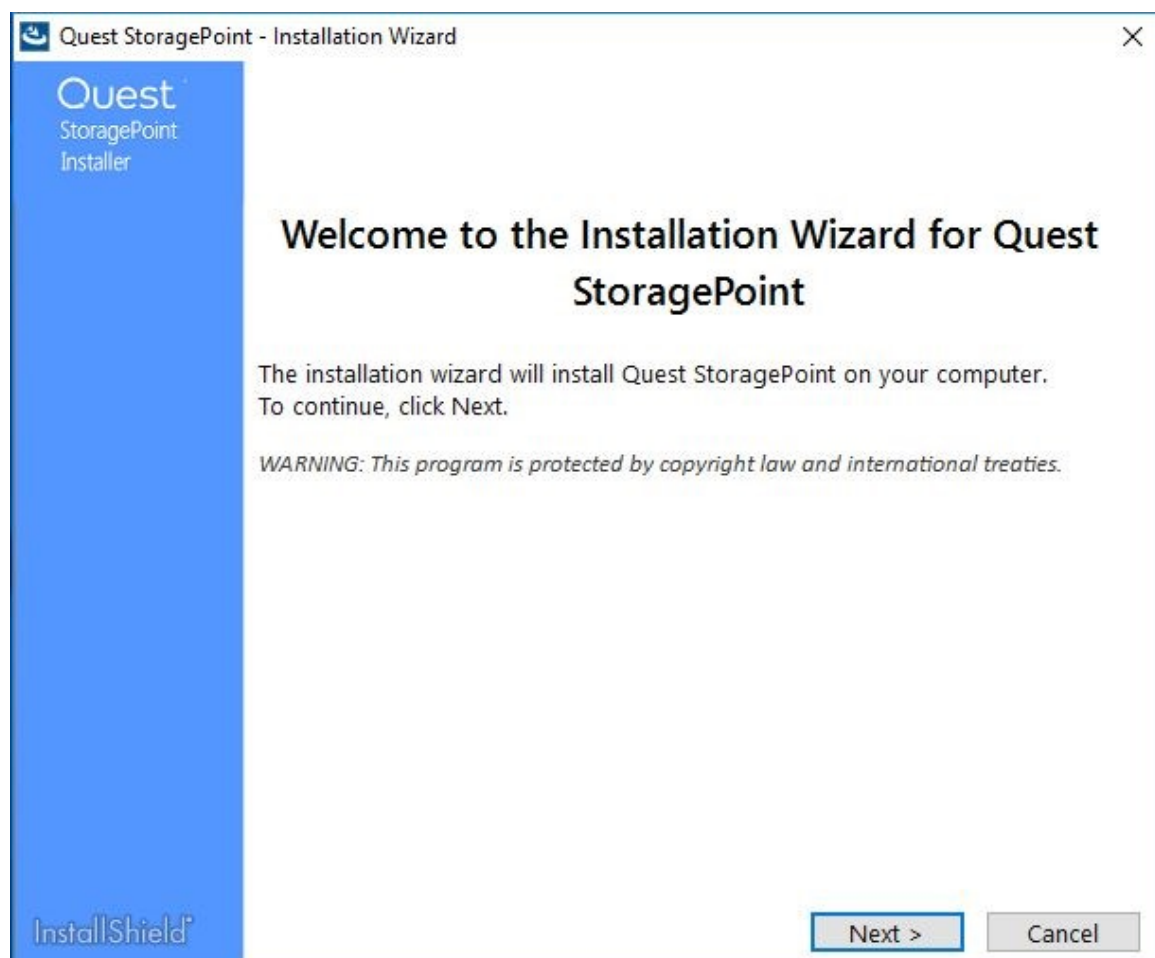 Quest StoragePoint - Installation Wizard
Quest
StoragePoint
Installer
Welcome to the Installation Wizard for Quest
StoragePoint
The installation wizard will install Quest StoragePoint on your computer.
To continue, click Next.
WARNING: This program is protected by copyright law and international treaties.
InstallShield
Next >
Cancel